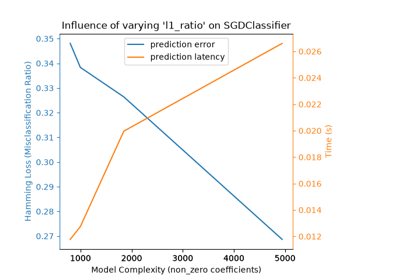 Influence of varying 'l1_ratio' on SGDClassifier
prediction error
prediction latency
Hamming Loss (Misclassification Ratio)
0.35
0.34
0.33
0.32
0.31
0.30
0.29
0.28
0.27
0.026
0.024
0.022
0.020
0.018
0.016
0.014
0.012
Time (s)
1000 2000 3000 4000 5000
Model Complexity (non_zero coefficients)